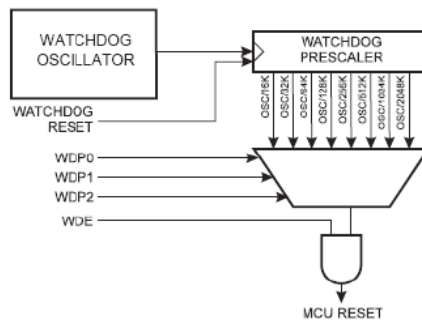 WATCHDOG
OSCILLATOR
WATCHDOG
PRESCALER
WATCHDOG
RESET
OSC/16K
OSC/32K
OSC/64K
OSC/128K
OSC/256K
OSC/512K
OSC/1024K
OSC/2048K
WDP0
WDP1
WDP2
WDE
MCU RESET